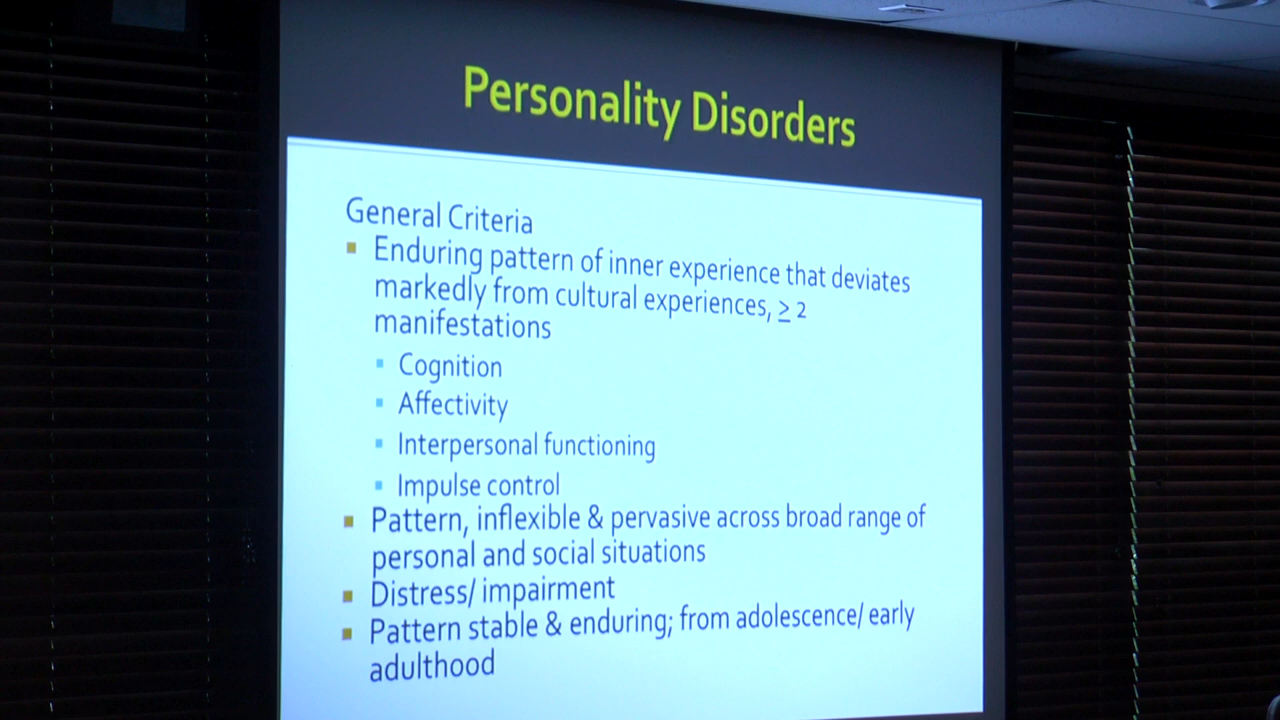 Personality Disorders
General Criteria
Enduring pattern of inner experience that deviates
markedly from cultural experiences, ≥ 2
manifestations
Cognition
Affectivity
Interpersonal functioning
Impulse control
Pattern, inflexible & pervasive across broad range of
personal and social situations
Distress/ impairment
Pattern stable & enduring; from adolescence/ early
adulthood